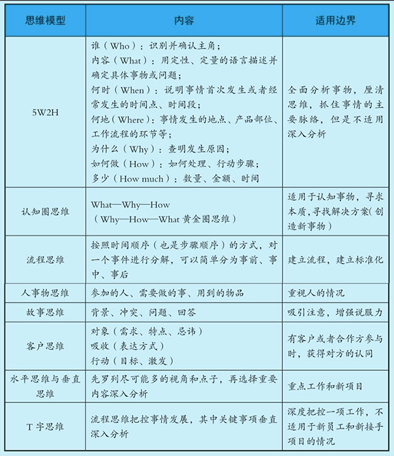 思维模型 内容 适用边界
谁（Who）：识别并确认主角；
内容（What）：用定性、定量的语言描述并
确定具体事物或问题；
何时（When）：说明事情首次发生或者经
常发生的时间点、时间段；
5W2H
何地（Where）：事情发生的地点、产品部位、
工作流程的环节等；
为什么（Why）：查明发生原因；
如何做（How）：如何处理、行动步骤；
多少（How much）：数量、金额、时间
全面分析事物，厘清
思维，抓住事情的主
要脉络，但是不适用
深入分析
认知圈思维
What—Why—How
（Why—How—What 黄金圈思维）
适用于认知事物，寻求
本质，寻找解决方案（创
造新事物）
流程思维
按照时间顺序（也是步骤顺序）的方式，对
一个事件进行分解，可以简单分为事前、事
中、事后
建立流程，建立标准化
人事物思维 参加的人、需要做的事、用到的物品 重视人的情况
故事思维 背景、冲突、问题、回答 吸引注意，增强说服力
客户思维
对象（需求、特点、忌讳）
吸收（表达方式）
行动（目标、激发）
有客户或者合作方参与
时，获得对方的认同
水平思维与垂直
思维
先罗列尽可能多的视角和点子，再选择重要
内容深入分析
重点工作和新项目
T 字思维
流程思维把控事情发展，其中关键事项垂直
深入分析
深度把控一项工作，不
适用于新员工和新接手
项目的情况